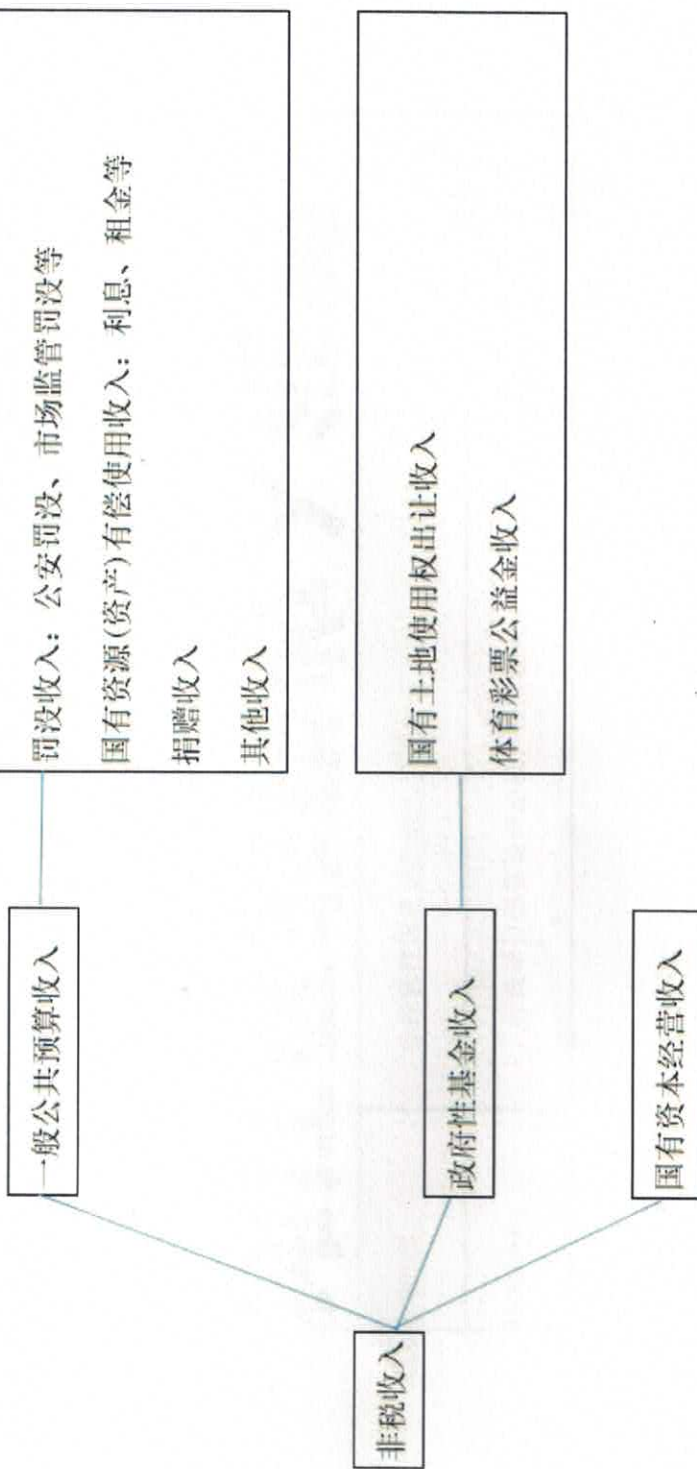 非税收入
一般公共预算收入
罚没收入：公安罚没、市场监管罚没等
国有资源(资产)有偿使用收入：利息、租金等
捐赠收入
其他收入
政府性基金收入
国有土地使用权出让收入
体育彩票公益金收入
国有资本经营收入